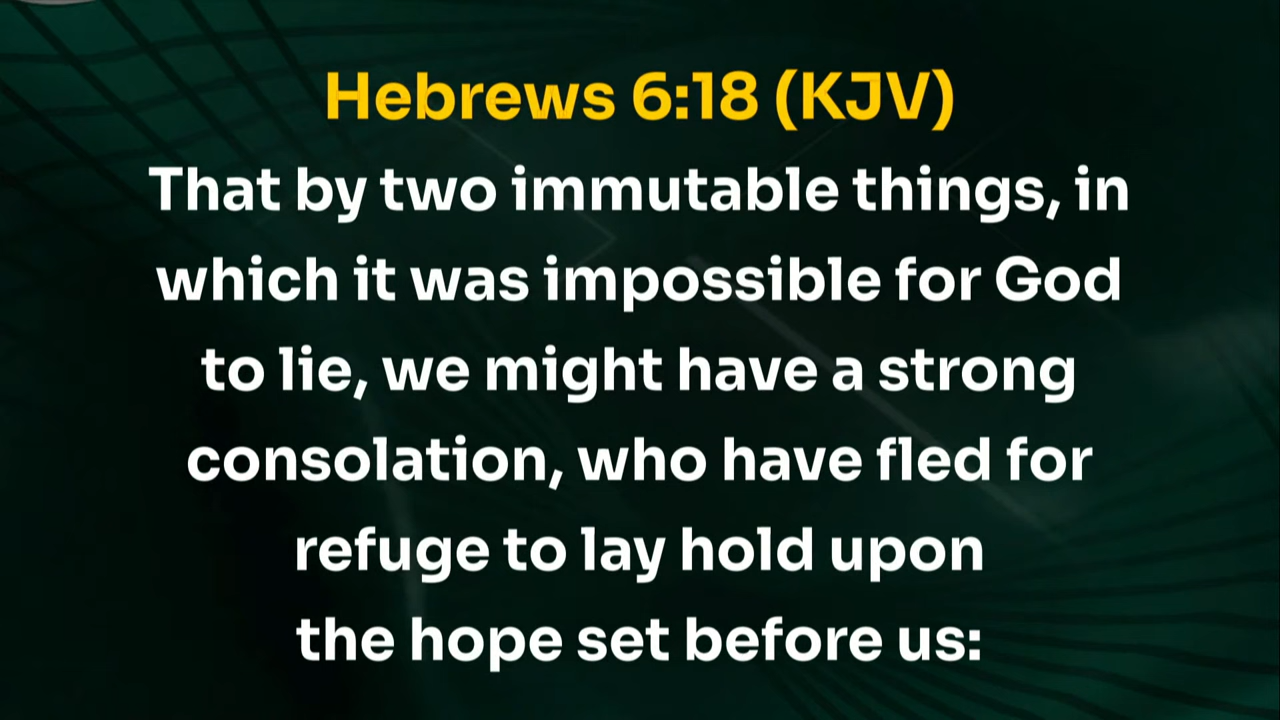 Hebrews 6:18 (KJV)
That by two immutable things, in
which it was impossible for God
to lie, we might have a strong
consolation, who have fled for
refuge to lay hold upon
the hope set before us: